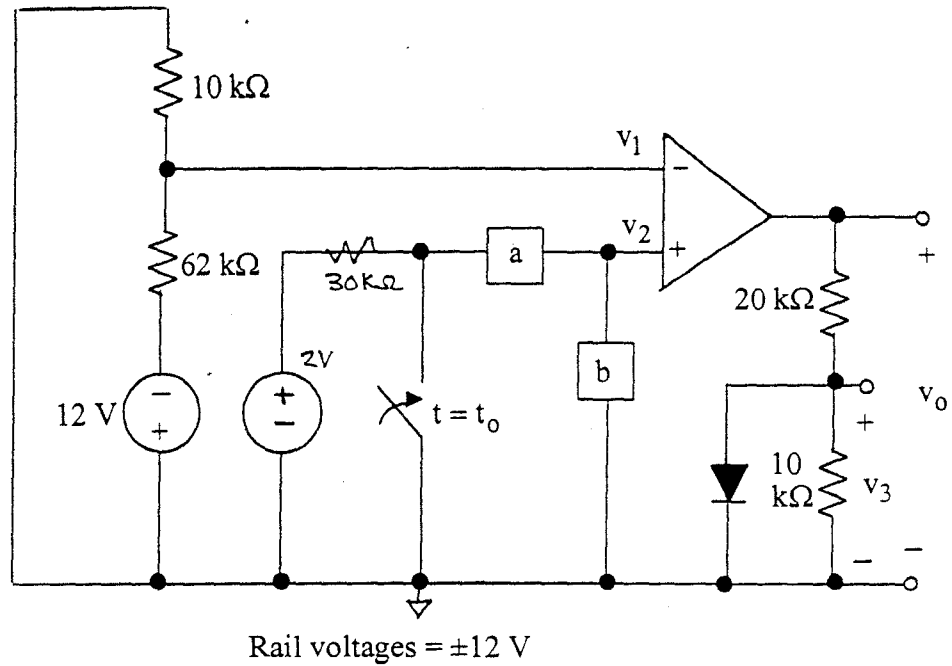 10 kΩ
v1
−
v2
+
a
62 kΩ
30KΩ
+
20 kΩ
b
2V
−
+
12 V
+
−
t = to
+
vo
10
kΩ
v3
−
−
Rail voltages = ±12 V